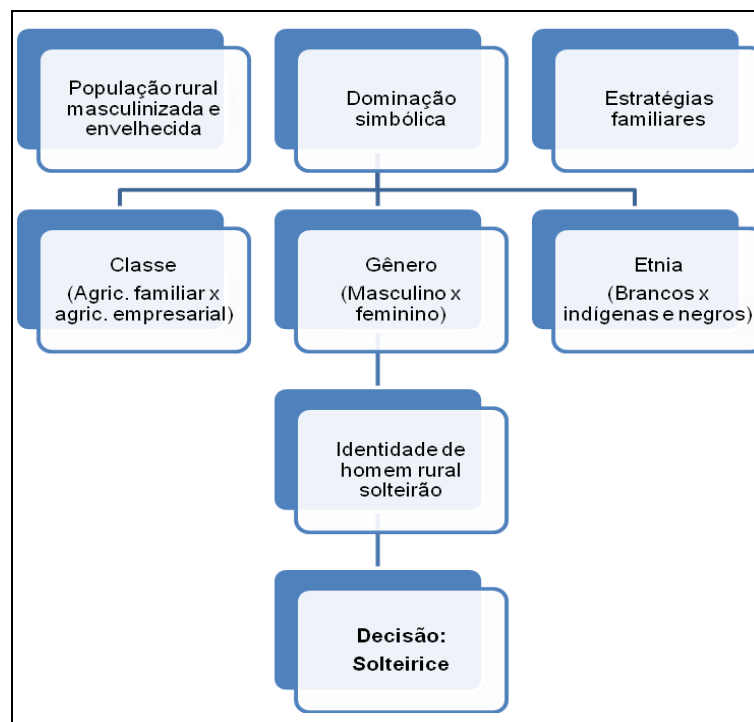 População rural
masculinizada e
envelhecida
Dominação
simbólica
Estratégias
familiares
Classe
(Agric. familiar x
agric. empresarial)
Gênero
(Masculino x
feminino)
Etnia
(Brancos x
indígenas e negros)
Identidade de
homem rural
solteirão
Decisão:
Solteirice